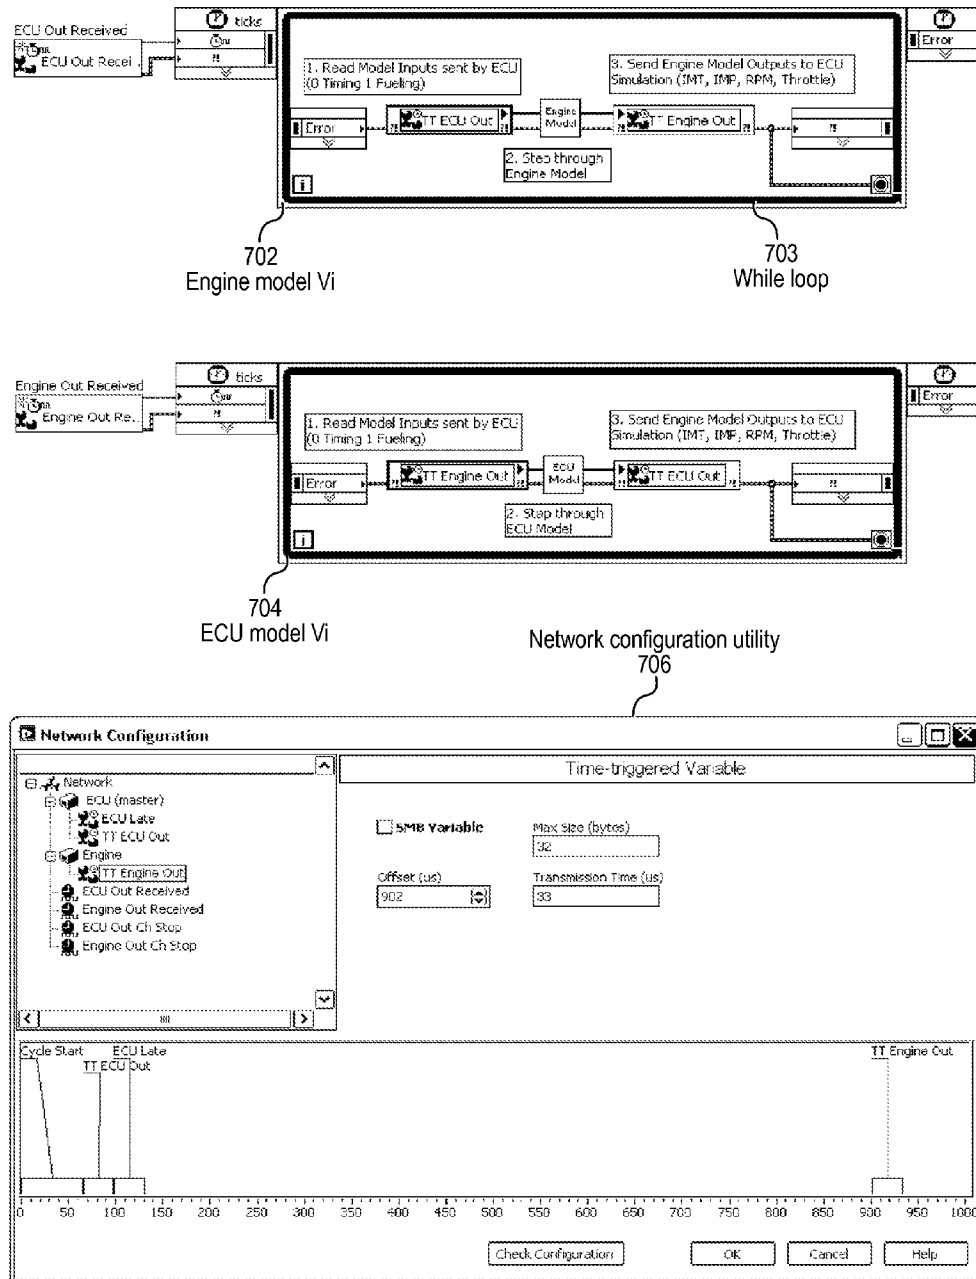 ECU Out Received
ECU Out Recei
ticks
?!
1. Read Model Inputs sent by ECU
(0 Timing 1 Fueling)
3. Send Engine Model Outputs to ECU
Simulation (IMT, IMP, RPM, Throttle)
Error
Error
TT ECU Out
Engine
Model
TT Engine Out
?!
2. Step through
Engine Model
i
702
Engine model Vi
703
While loop
Engine Out Received
Engine Out Re..
ticks
?!
1. Read Model Inputs sent by ECU
(0 Timing 1 Fueling)
3. Send Engine Model Outputs to ECU
Simulation (IMT, IMP, RPM, Throttle)
Error
Error
TT Engine Out
ECU
Model
TT ECU Out
?!
2. Step through
ECU Model
i
704
ECU model Vi
Network configuration utility
706
Network Configuration
Time-triggered Variable
Network
ECU (master)
ECU Late
TT ECU Out
Engine
TT Engine Out
ECU Out Received
Engine Out Received
ECU Out Ch Stop
Engine Out Ch Stop
SMB Variable
Max Size (bytes)
32
Offset (us)
902
Transmission Time (us)
33
Cycle Start
ECU Late
TT ECU Out
TT Engine Out
0 50 100 150 200 250 300 350 400 450 500 550 600 650 700 750 800 850 900 950 1000
Check Configuration
OK
Cancel
Help